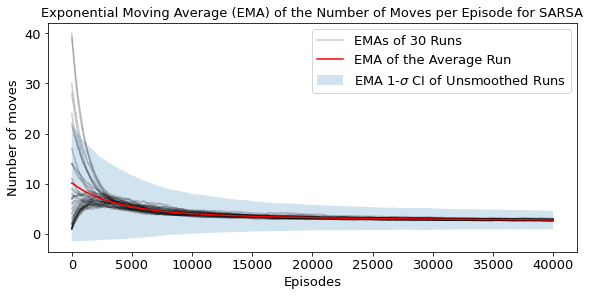 Exponential Moving Average (EMA) of the Number of Moves per Episode for SARSA
EMAs of 30 Runs
EMA of the Average Run
EMA 1-σ CI of Unsmoothed Runs
Number of moves
40
30
20
10
0
0 5000 10000 15000 20000 25000 30000 35000 40000
Episodes